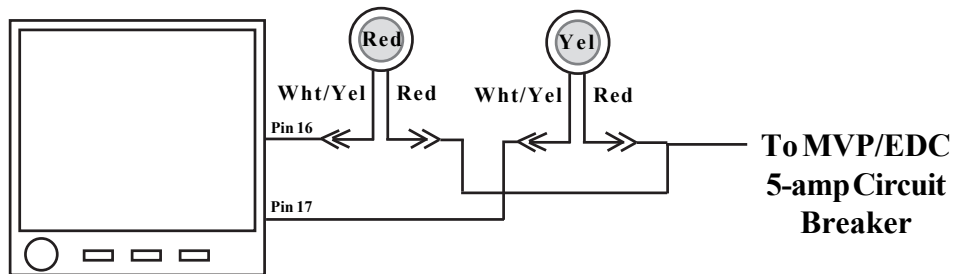 Red
Yel
Wht/Yel Red
Wht/Yel Red
Pin 16
Pin 17
To MVP/EDC
5-amp Circuit
Breaker